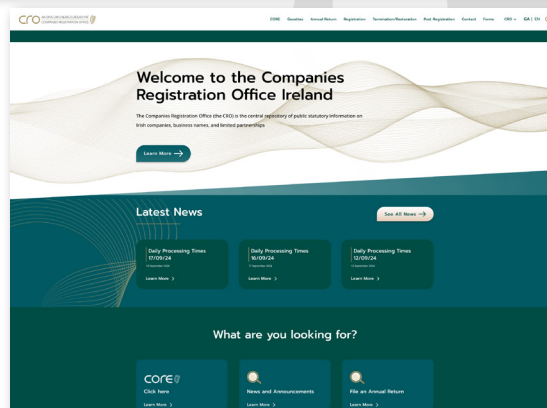 CRO
COMPANIES REGISTRATION OFFICE
CORE Gazettes Annual Return Registration Termination/Restoration Post Registration Contact Forms CRO GA | EN
Welcome to the Companies
Registration Office Ireland
The Companies Registration Office (the CRO) is the central repository of public statutory information on
Irish companies, business names, and limited partnerships
Learn More →
Latest News
See All News →
Daily Processing Times
17/09/24
Daily Processing Times
16/09/24
Daily Processing Times
12/09/24
Learn More >
Learn More >
Learn More >
What are you looking for?
CORE
Click here
News and Announcements
File an Annual Return
Learn More >
Learn More >
Learn More >